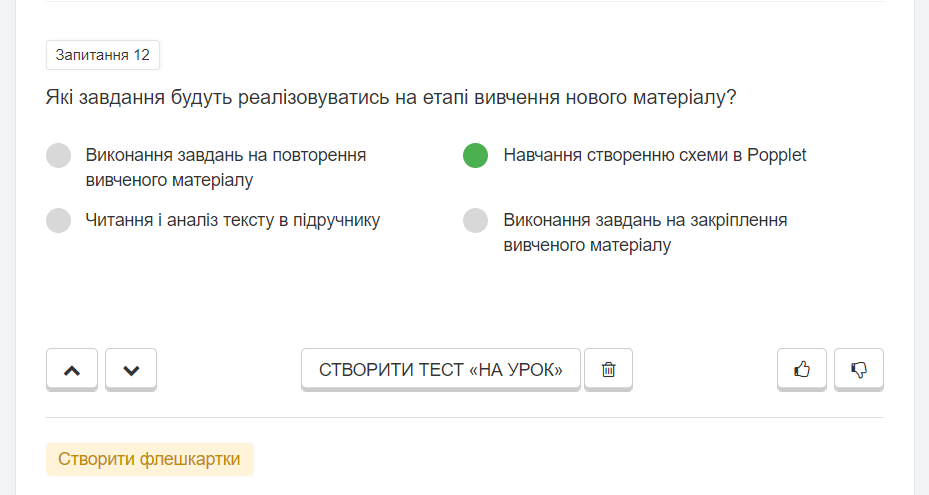 Запитання 12
Які завдання будуть реалізовуватись на етапі вивчення нового матеріалу?
Виконання завдань на повторення
вивченого матеріалу
Навчання створенню схеми в Popplet
Читання і аналіз тексту в підручнику
Виконання завдань на закріплення
вивченого матеріалу
СТВОРИТИ ТЕСТ «НА УРОК»
Створити флешкартки